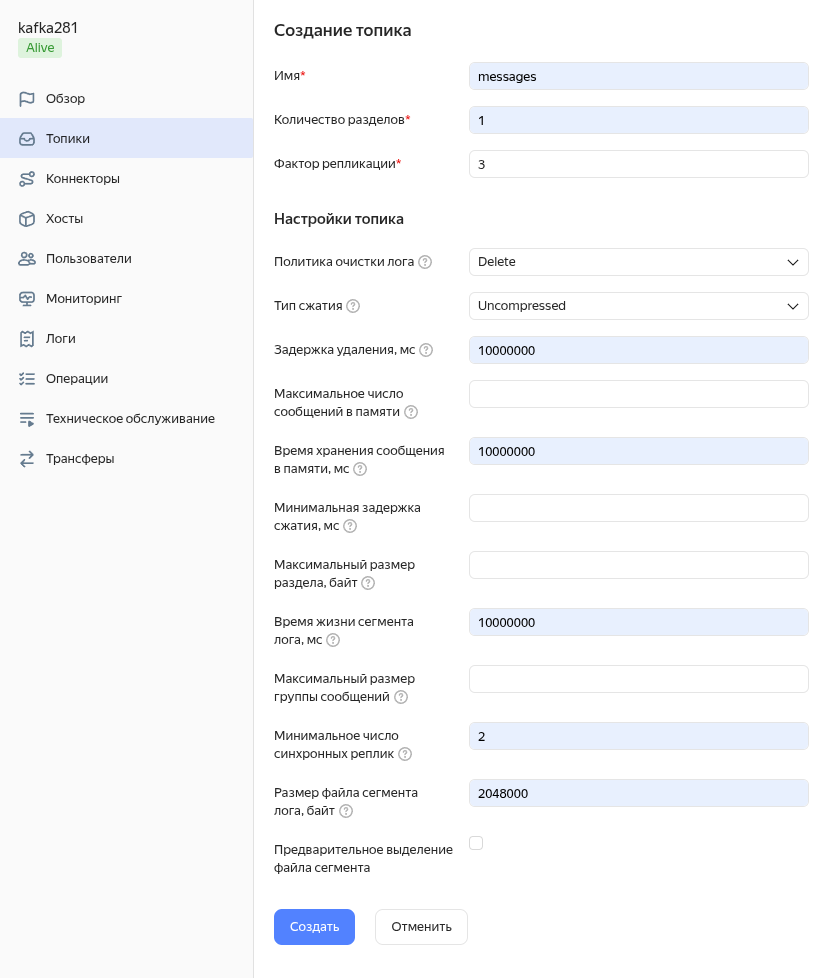 kafka281
Alive
Обзор
Топики
Коннекторы
Хосты
Пользователи
Мониторинг
Логи
Операции
Техническое обслуживание
Трансферы
Создание топика
Имя* messages
Количество разделов* 1
Фактор репликации* 3
Настройки топика
Политика очистки лога ? Delete
Тип сжатия ? Uncompressed
Задержка удаления, мс ? 10000000
Максимальное число
сообщений в памяти ?
Время хранения сообщения 10000000
в памяти, мс ?
Минимальная задержка
сжатия, мс ?
Максимальный размер
раздела, байт ?
Время жизни сегмента 10000000
лога, мс ?
Максимальный размер
группы сообщений ?
Минимальное число 2
синхронных реплик ?
Размер файла сегмента 2048000
лога, байт ?
Предварительное выделение
файла сегмента
Создать Отменить